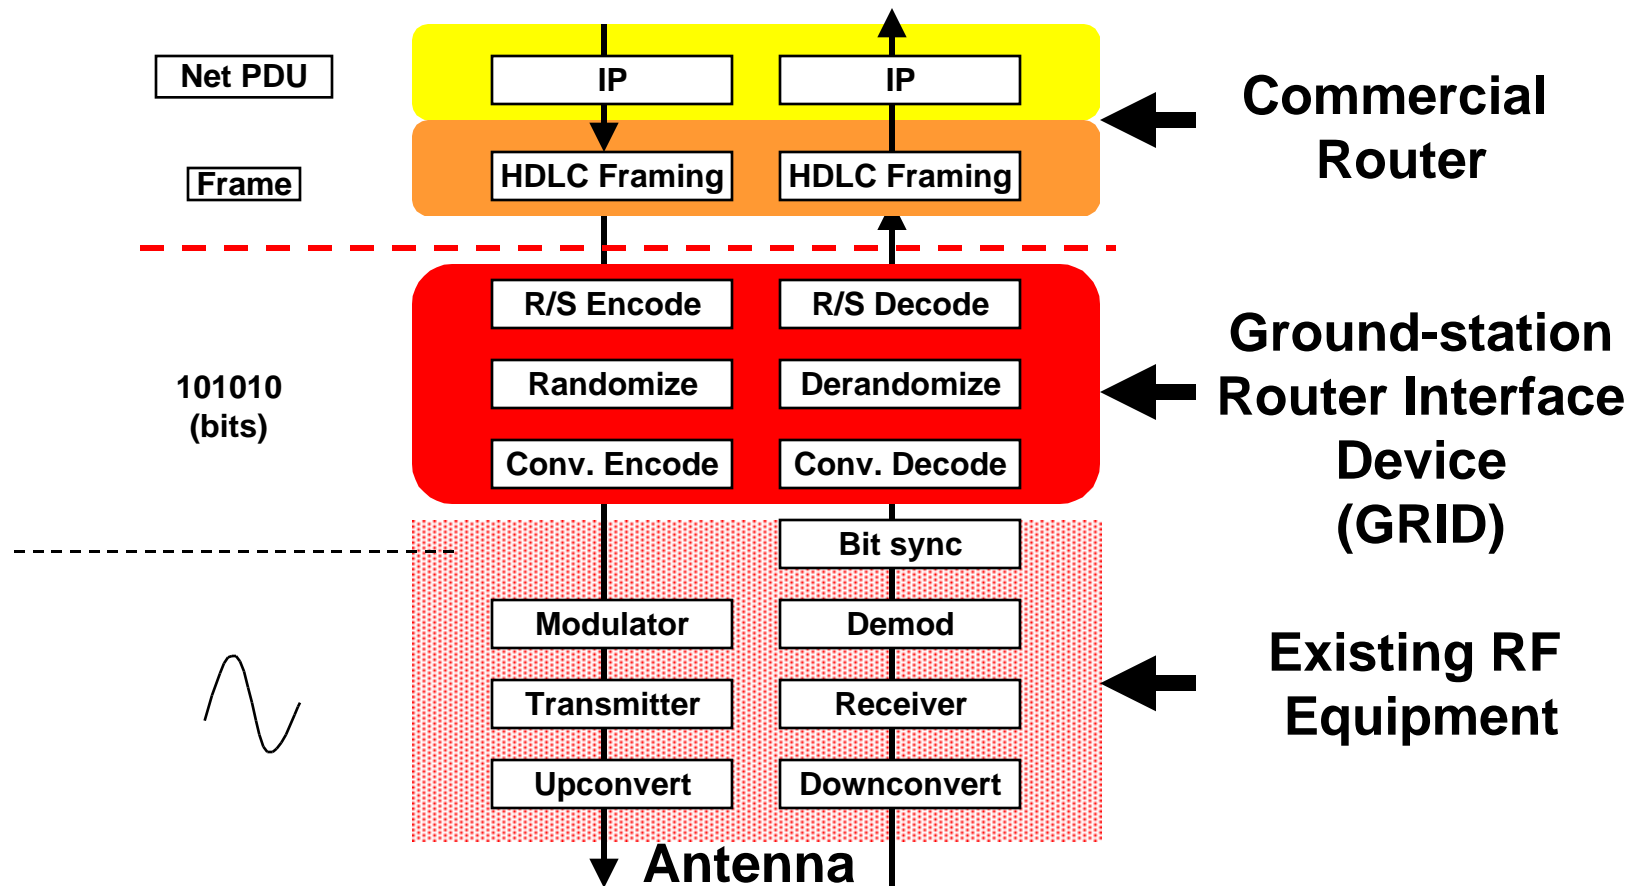 Net PDU
IP
IP
Commercial
Router
Frame
HDLC Framing
HDLC Framing
R/S Encode
R/S Decode
101010
(bits)
Randomize
Derandomize
Conv. Encode
Conv. Decode
Ground-station
Router Interface
Device
(GRID)
Bit sync
Modulator
Demod
Transmitter
Receiver
Upconvert
Downconvert
Existing RF
Equipment
Antenna